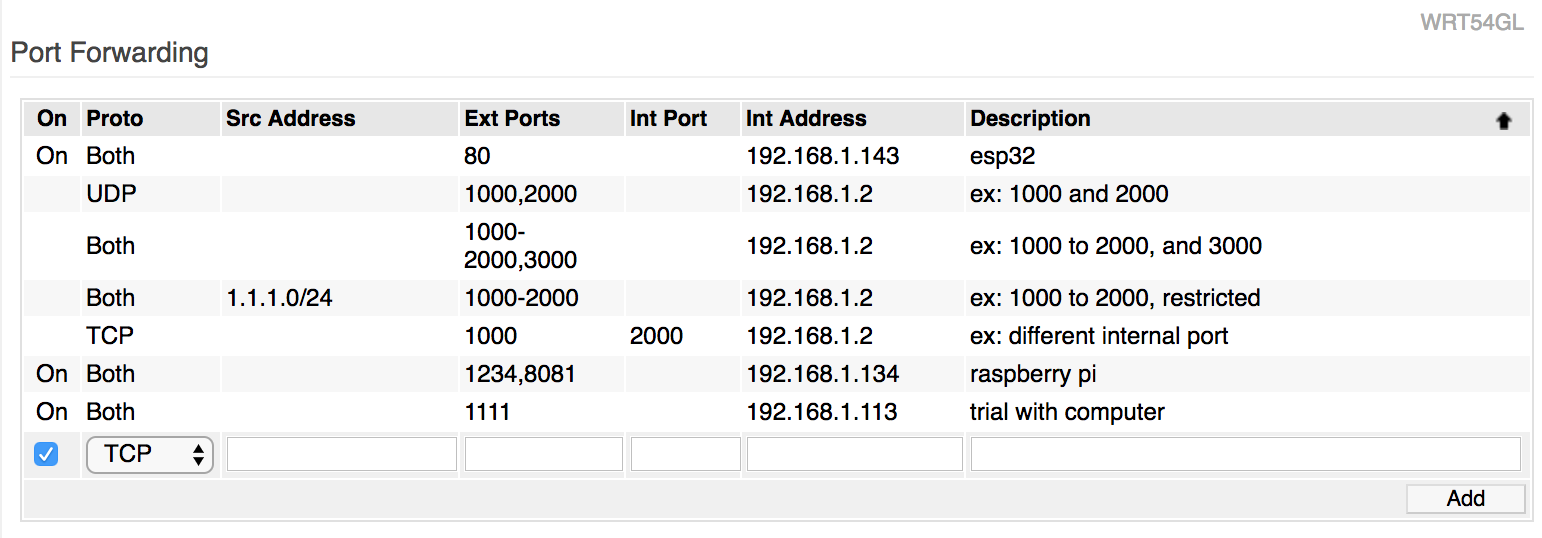 WRT54GL
Port Forwarding
On Proto Src Address Ext Ports Int Port Int Address Description
On Both 80 192.168.1.143 esp32
UDP 1000,2000 192.168.1.2 ex: 1000 and 2000
Both 1000-2000,3000 192.168.1.2 ex: 1000 to 2000, and 3000
Both 1.1.1.0/24 1000-2000 192.168.1.2 ex: 1000 to 2000, restricted
TCP 1000 2000 192.168.1.2 ex: different internal port
On Both 1234,8081 192.168.1.134 raspberry pi
On Both 1111 192.168.1.113 trial with computer
TCP
Add